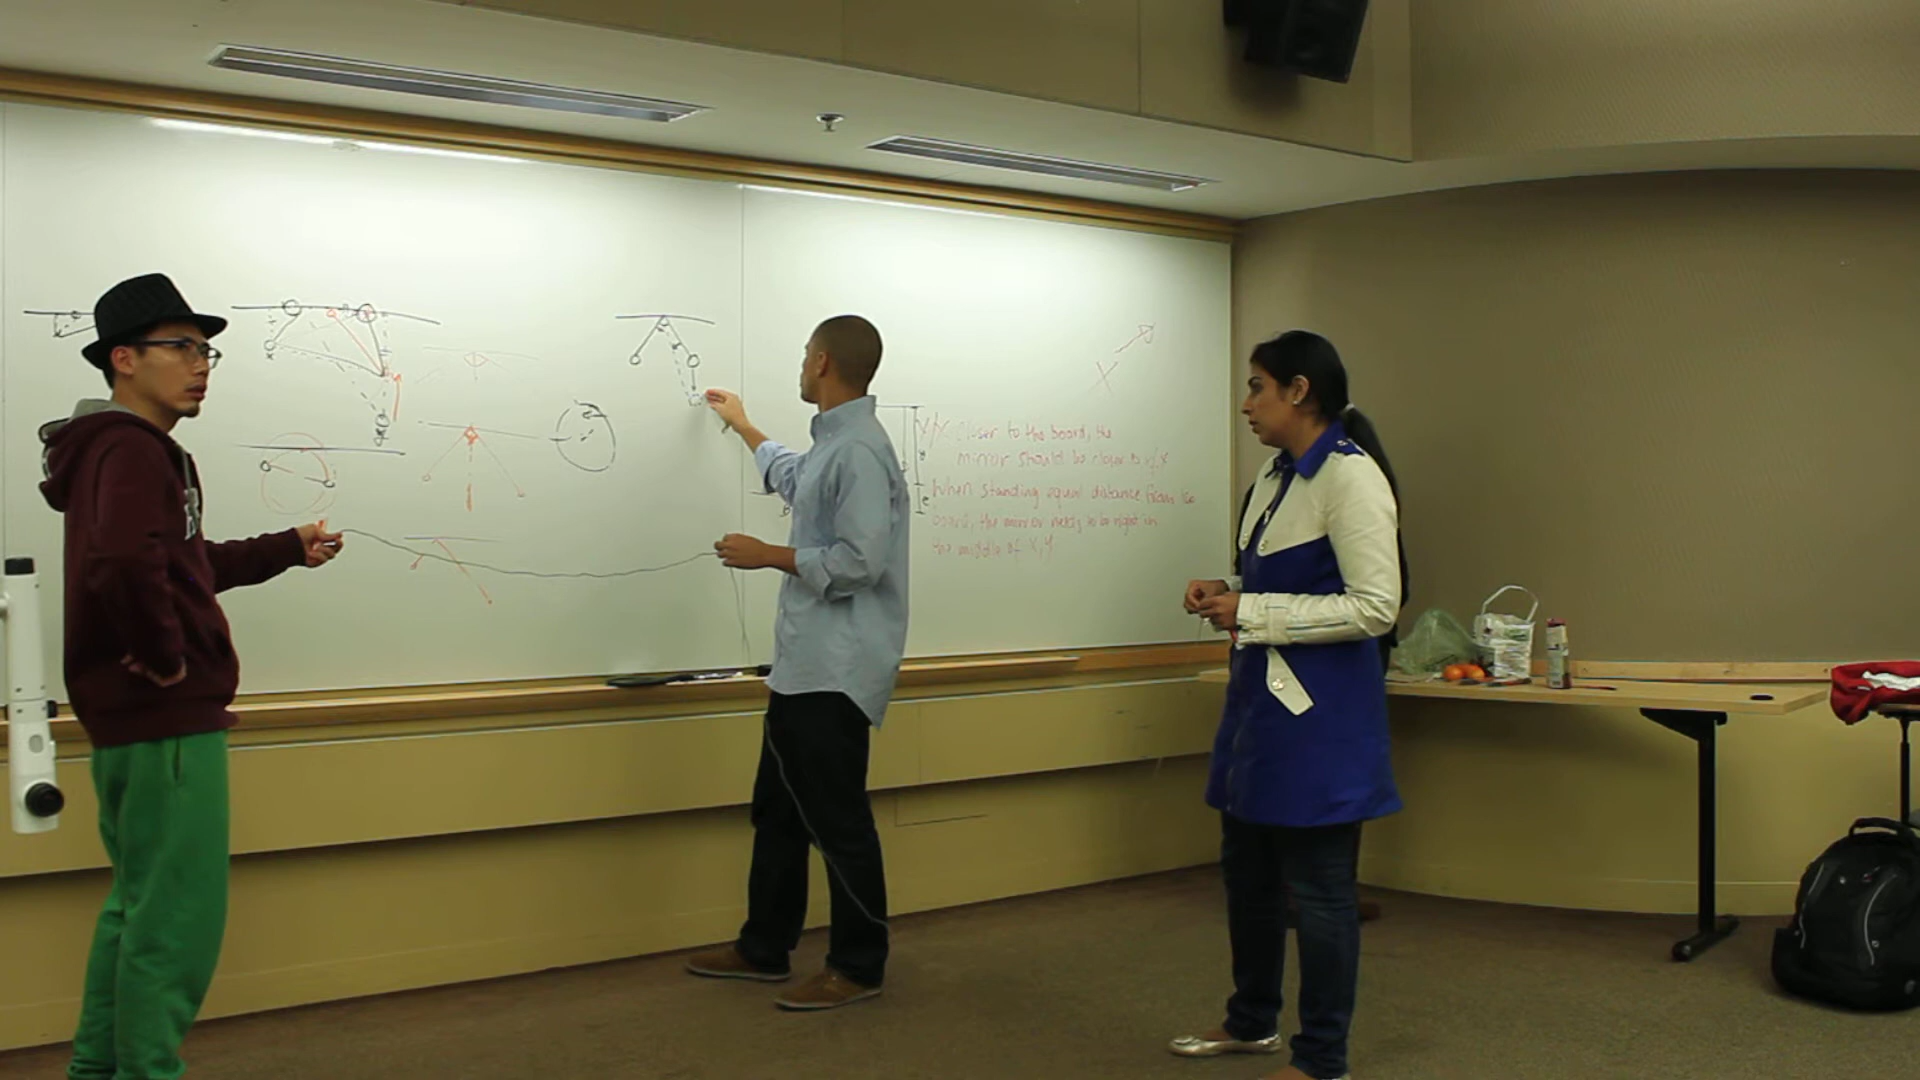 Y/X Closer to the board, the
mirror should be closer to Y/X
When standing equal distance from the
board, the mirror needs to be right in
the middle of X, Y
X